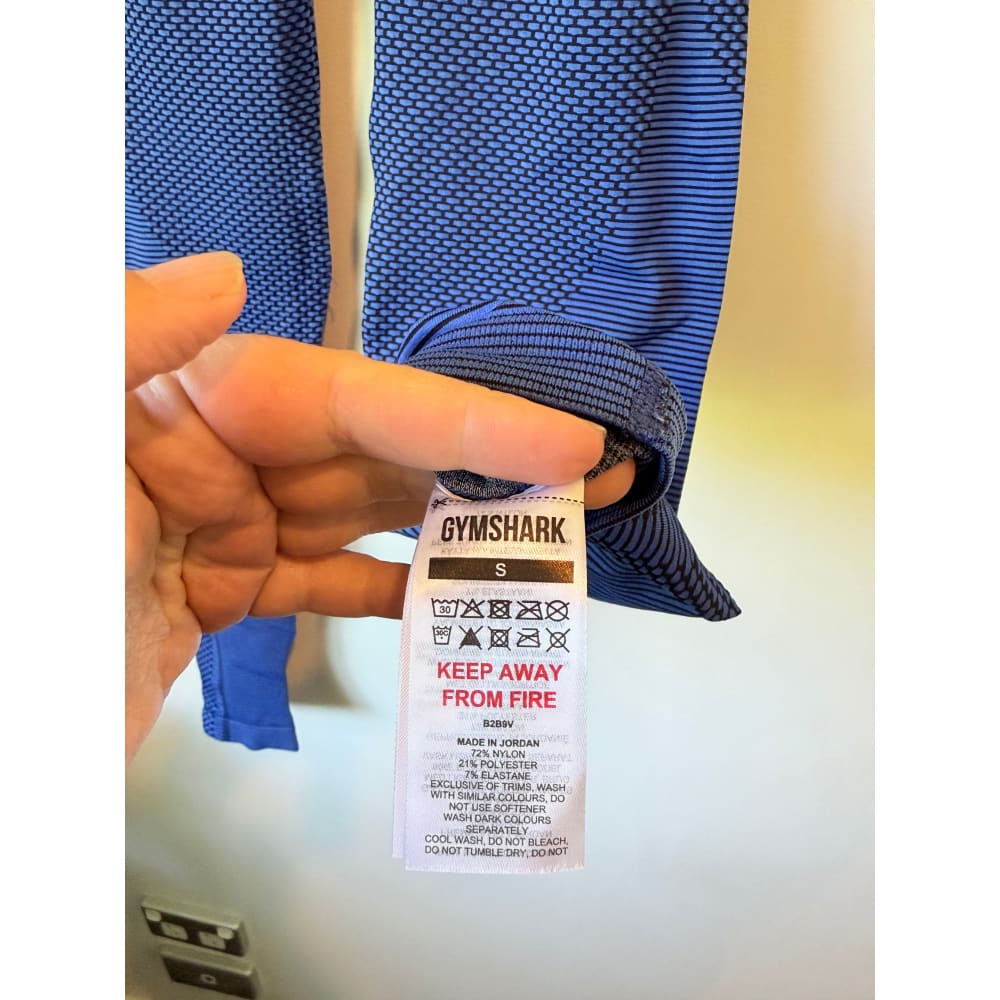 GYMSHARK
S
30
30C
KEEP AWAY
FROM FIRE
B2B9V
MADE IN JORDAN
72% NYLON
21% POLYESTER
7% ELASTANE
EXCLUSIVE OF TRIMS, WASH
WITH SIMILAR COLOURS, DO
NOT USE SOFTENER
WASH DARK COLOURS
SEPARATELY
COOL WASH, DO NOT BLEACH,
DO NOT TUMBLE DRY, DO NOT